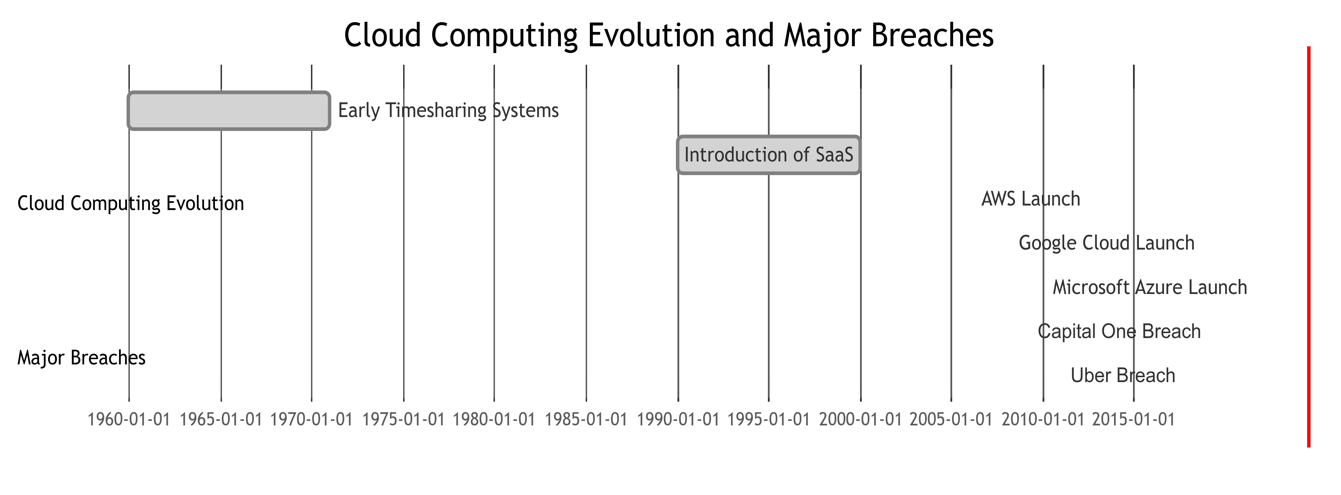 Cloud Computing Evolution and Major Breaches
Early Timesharing Systems
Introduction of SaaS
Cloud Computing Evolution
AWS Launch
Google Cloud Launch
Microsoft Azure Launch
Capital One Breach
Major Breaches
Uber Breach
1960-01-01 1965-01-01 1970-01-01 1975-01-01 1980-01-01 1985-01-01 1990-01-01 1995-01-01 2000-01-01 2005-01-01 2010-01-01 2015-01-01